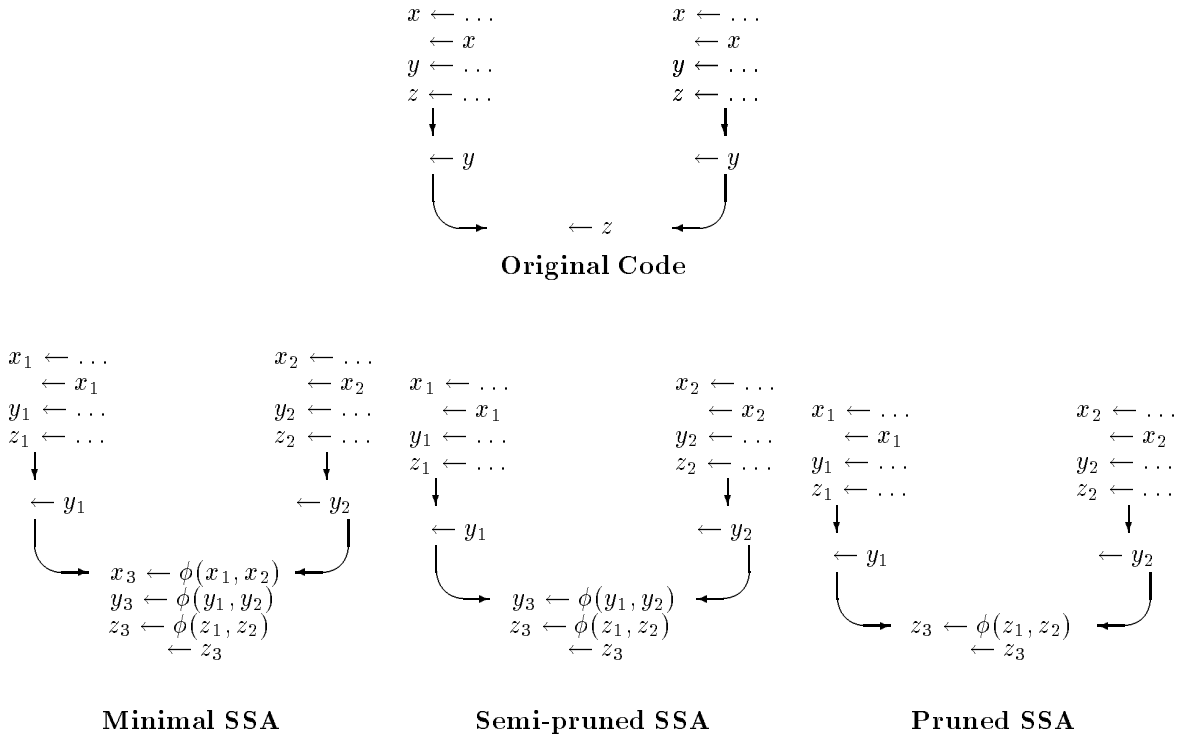 x ← ... x ← ...
← x ← x
y ← ... y ← ...
z ← ... z ← ...
← y ← y
← z
Original Code
x₁ ← ... x₂ ← ...
← x₁ ← x₂
y₁ ← ... y₂ ← ...
z₁ ← ... z₂ ← ...
← y₁ ← y₂
x₃ ← ϕ(x₁, x₂)
y₃ ← ϕ(y₁, y₂)
z₃ ← ϕ(z₁, z₂)
← z₃
Minimal SSA
x₁ ← ... x₂ ← ...
← x₁ ← x₂
y₁ ← ... y₂ ← ...
z₁ ← ... z₂ ← ...
← y₁ ← y₂
y₃ ← ϕ(y₁, y₂)
z₃ ← ϕ(z₁, z₂)
← z₃
Semi-pruned SSA
x₁ ← ... x₂ ← ...
← x₁ ← x₂
y₁ ← ... y₂ ← ...
z₁ ← ... z₂ ← ...
← y₁ ← y₂
z₃ ← ϕ(z₁, z₂)
← z₃
Pruned SSA